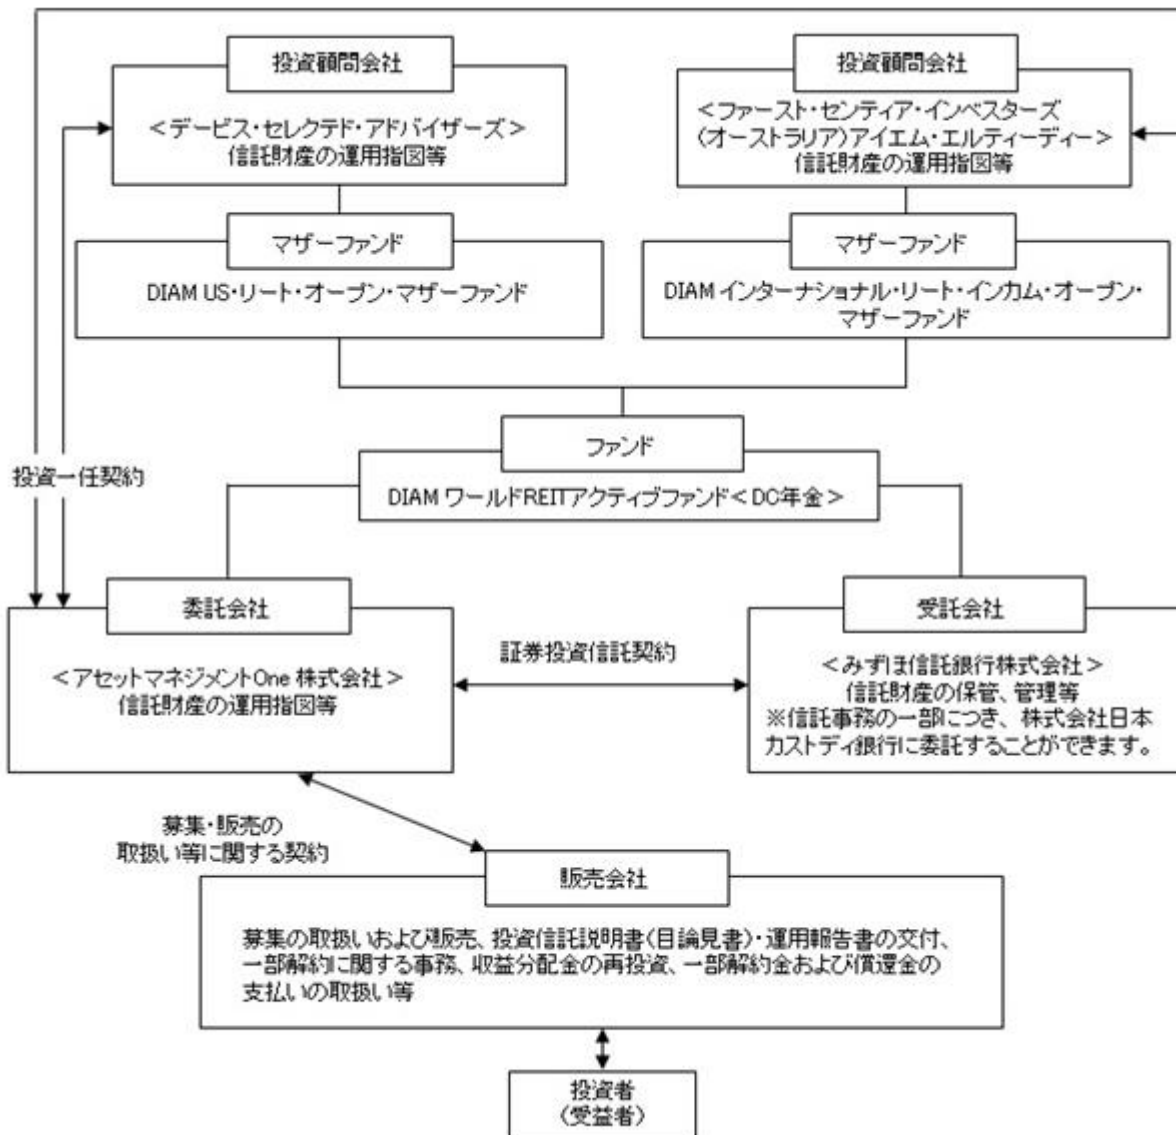 投資顧問会社
<デービス・セレクテド・アドバイザーズ>
信託財産の運用指図等
投資顧問会社
<ファースト・センティア・インベスターズ
(オーストラリア)アイエム・エルティーディー>
信託財産の運用指図等
マザーファンド
DIAM US・リート・オープン・マザーファンド
マザーファンド
DIAM インターナショナル・リート・インカム・オープン・
マザーファンド
ファンド
DIAM ワールドREITアクティブファンド<DC年金>
投資一任契約
委託会社
<アセットマネジメントOne 株式会社>
信託財産の運用指図等
証券投資信託契約
受託会社
<みずほ信託銀行株式会社>
信託財産の保管、管理等
※信託事務の一部につき、株式会社日本
カストディ銀行に委託することができます。
募集・販売の
取扱い等に関する契約
販売会社
募集の取扱いおよび販売、投資信託説明書(目論見書)・運用報告書の交付、
一部解約に関する事務、収益分配金の再投資、一部解約金および償還金の
支払いの取扱い等
投資者
(受益者)